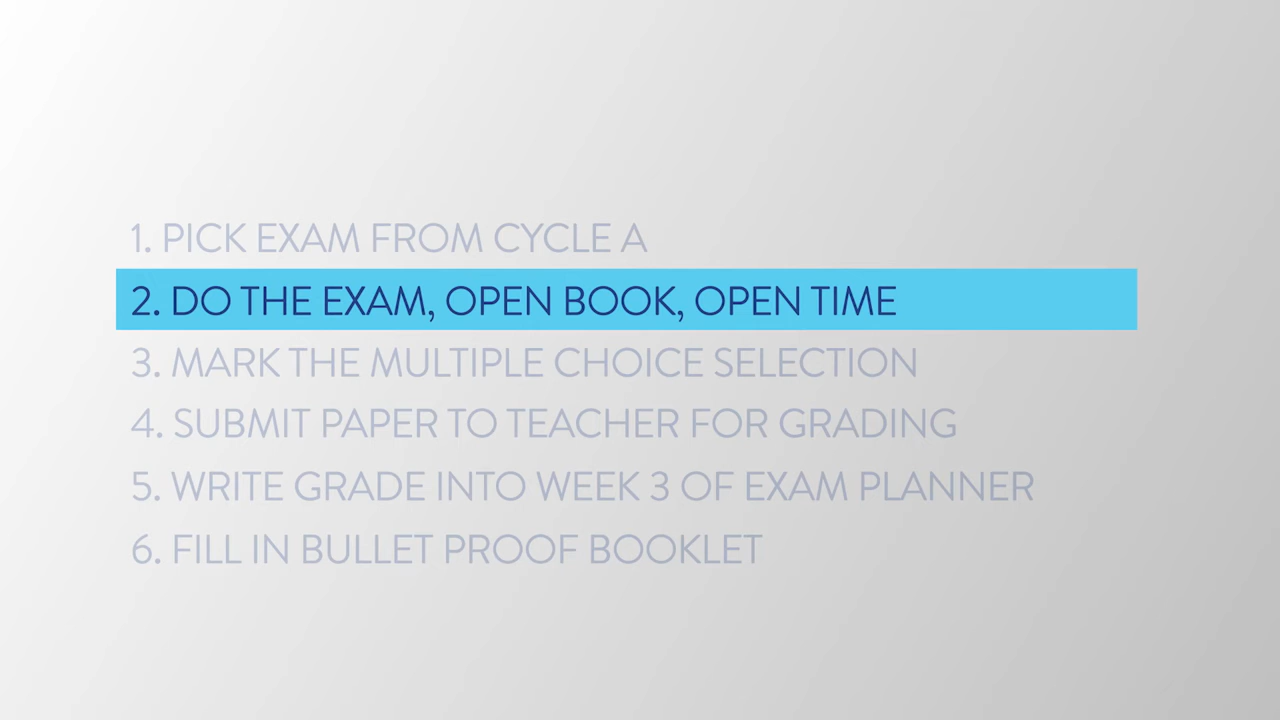 1. PICK EXAM FROM CYCLE A
2. DO THE EXAM, OPEN BOOK, OPEN TIME
3. MARK THE MULTIPLE CHOICE SELECTION
4. SUBMIT PAPER TO TEACHER FOR GRADING
5. WRITE GRADE INTO WEEK 3 OF EXAM PLANNER
6. FILL IN BULLET PROOF BOOKLET